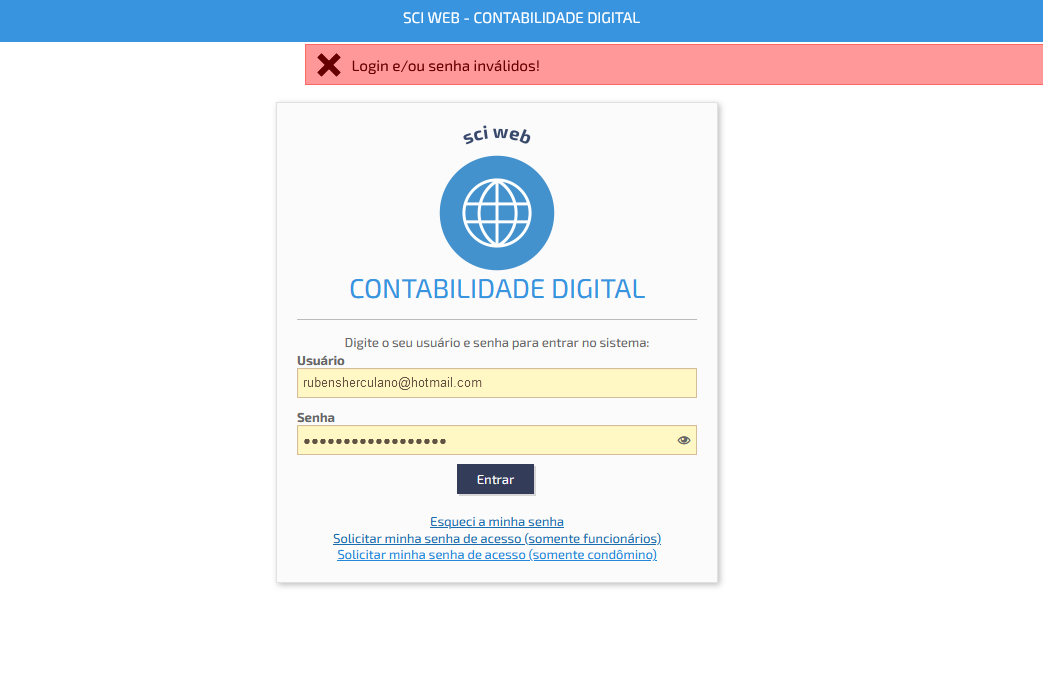 SCI WEB - CONTABILIDADE DIGITAL
Login e/ou senha inválidos!
sci web
CONTABILIDADE DIGITAL
Digite o seu usuário e senha para entrar no sistema:
Usuário
rubensherculano@hotmail.com
Senha
••••••••••••••••••
Entrar
Esqueci a minha senha
Solicitar minha senha de acesso (somente funcionários)
Solicitar minha senha de acesso (somente condômino)